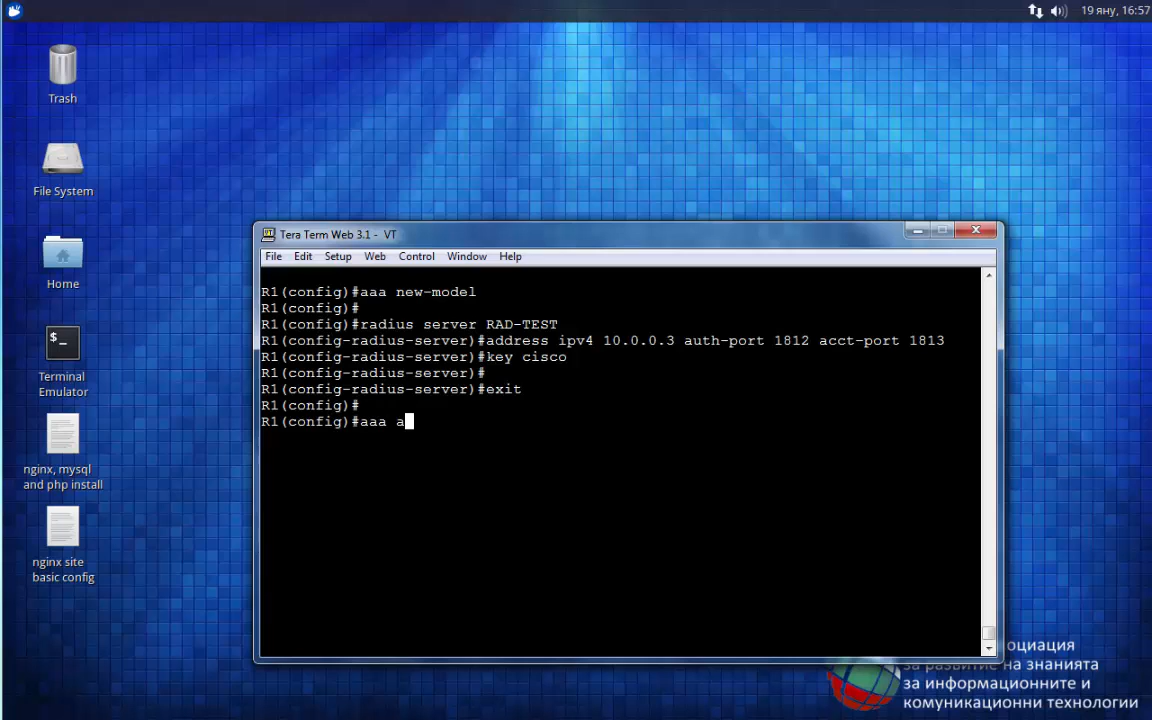 19 яну, 16:57
Trash
File System
Home
Terminal
Emulator
nginx, mysql
and php install
nginx site
basic config
Tera Term Web 3.1 - VT
File Edit Setup Web Control Window Help
R1(config)#aaa new-model
R1(config)#
R1(config)#radius server RAD-TEST
R1(config-radius-server)#address ipv4 10.0.0.3 auth-port 1812 acct-port 1813
R1(config-radius-server)#key cisco
R1(config-radius-server)#
R1(config-radius-server)#exit
R1(config)#
R1(config)#aaa a
оциация
за развитие на знанията
за информационните и
комуникационни технологии